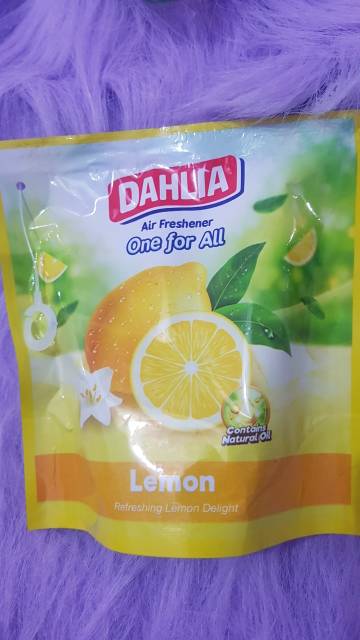 DAHLIA
Air Freshener
One for All
Contains
Natural Oil
Lemon
Refreshing Lemon Delight